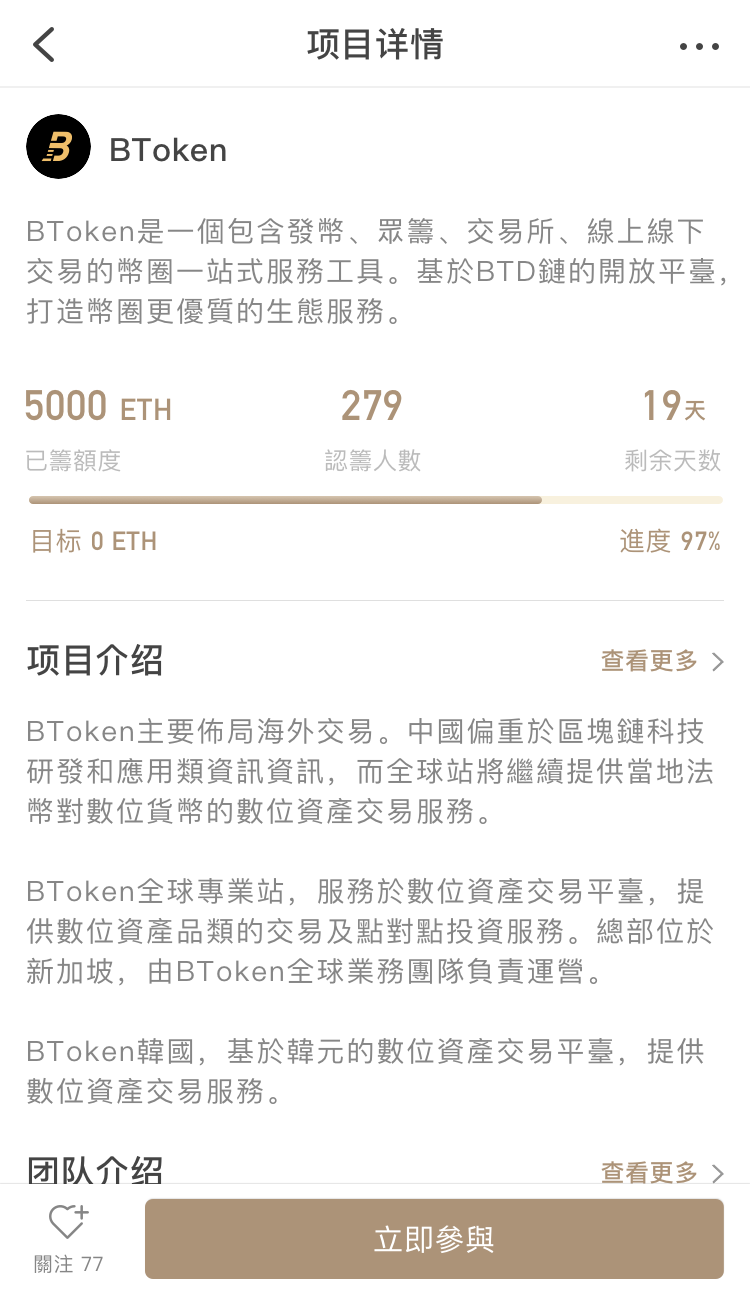 项目详情
BToken
BToken是一個包含發幣、眾籌、交易所、線上線下
交易的幣圈一站式服務工具。基於BTD鏈的開放平臺,
打造幣圈更優質的生態服務。
5000 ETH 279 19天
已籌額度 認籌人數 剩余天数
目标 0 ETH 進度 97%
项目介绍 查看更多
BToken主要佈局海外交易。中國偏重於區塊鏈科技
研發和應用類資訊資訊，而全球站將繼續提供當地法
幣對數位貨幣的數位資產交易服務。
BToken全球專業站，服務於數位資產交易平臺，提
供數位資產品類的交易及點對點投資服務。總部位於
新加坡，由BToken全球業務團隊負責運營。
BToken韓國，基於韓元的數位資產交易平臺，提供
數位資產交易服務。
团队介绍 查看更多
關注 77 立即參與